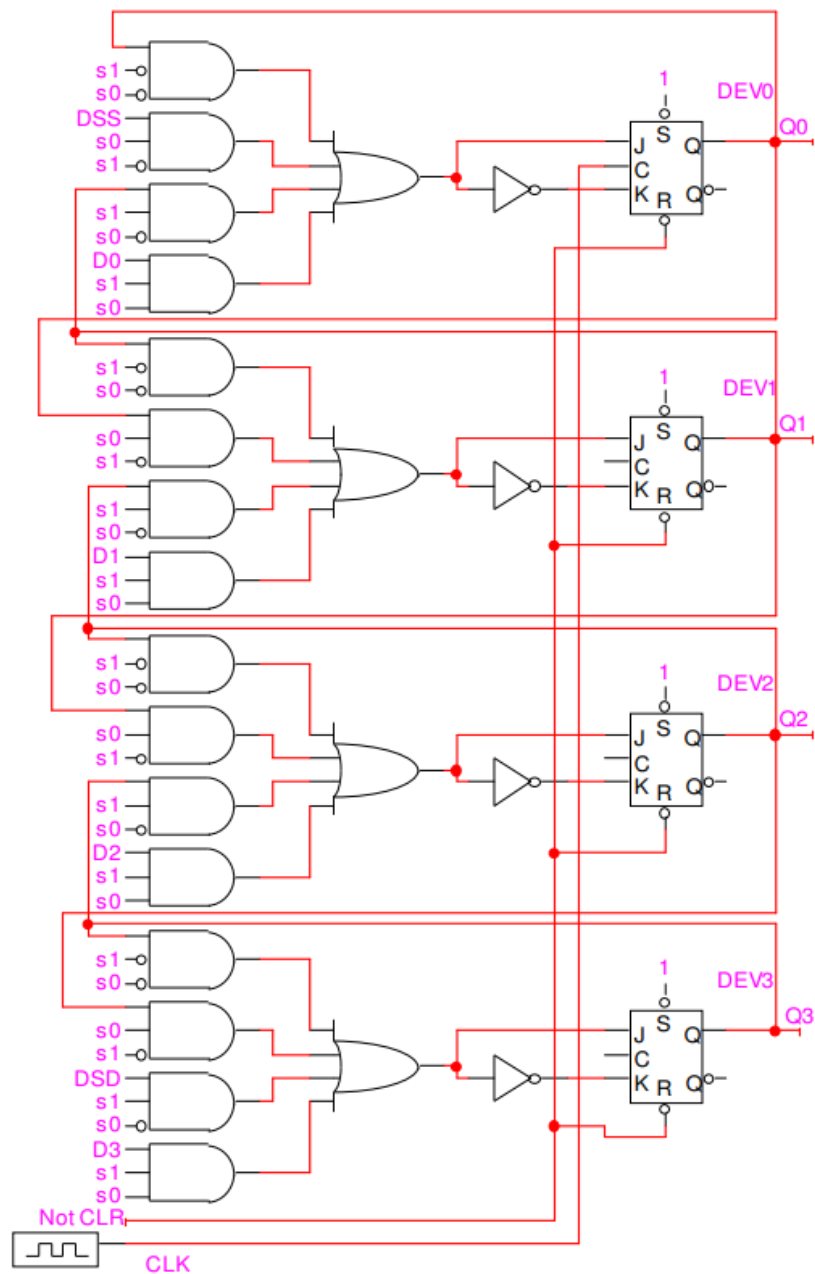 s1
s0
DSS
s0
s1
s1
s0
D0
s1
s0
1
DEV0
S
J Q
C
K Q
R
Q0
s1
s0
s0
s1
s1
s0
D1
s1
s0
1
DEV1
S
J Q
C
K Q
R
Q1
s1
s0
s0
s1
s1
s0
D2
s1
s0
1
DEV2
S
J Q
C
K Q
R
Q2
s1
s0
s0
s1
DSD
s1
s0
D3
s1
s0
1
DEV3
S
J Q
C
K Q
R
Q3
Not CLR
CLK